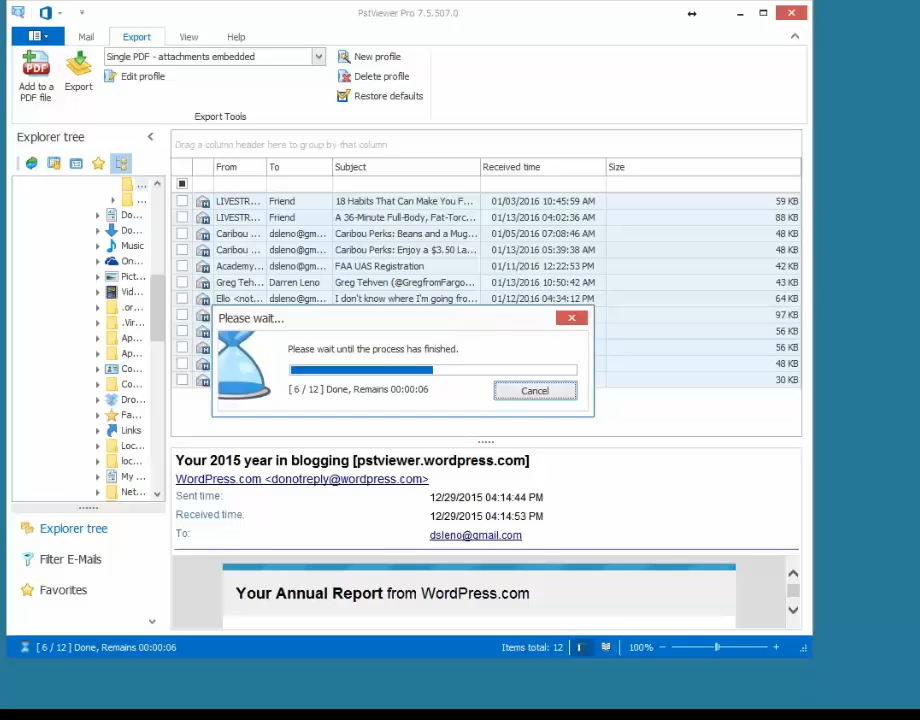 PstViewer Pro 7.5.507.0
Mail Export View Help
Single PDF - attachments embedded
New profile
Edit profile
Delete profile
Restore defaults
PDF
Add to a
PDF file
Export
Export Tools
Explorer tree
Drag a column header here to group by that column
From To Subject Received time Size
LIVESTR... Friend 18 Habits That Can Make You F... 01/03/2016 10:45:59 AM 59 KB
LIVESTR... Friend A 36-Minute Full-Body, Fat-Torc... 01/13/2016 04:02:36 AM 88 KB
Caribou ... dsleno@gm... Caribou Perks: Beans and a Mug... 01/05/2016 07:08:46 AM 48 KB
Caribou ... dsleno@gm... Caribou Perks: Enjoy a $3.50 La... 01/13/2016 05:39:38 AM 48 KB
Academy... dsleno@gm... FAA UAS Registration 01/11/2016 12:22:53 PM 42 KB
Greg Teh... Darren Leno Greg Tehven (@GregfromFargo... 01/13/2016 10:50:42 AM 43 KB
Ello <not... dsleno@gm... I don't know where I'm going fro... 01/12/2016 04:34:12 PM 64 KB
97 KB
56 KB
56 KB
48 KB
30 KB
...
...
Do...
Do...
Music
On...
Pict...
Vid...
.or...
.Vir...
Ap...
Ap...
Co...
Co...
Dro...
Fa...
Links
Loc...
loc...
My ...
Net...
Please wait...
Please wait until the process has finished.
[ 6 / 12 ] Done, Remains 00:00:06
Cancel
Your 2015 year in blogging [pstviewer.wordpress.com]
WordPress.com <donotreply@wordpress.com>
Sent time: 12/29/2015 04:14:44 PM
Received time: 12/29/2015 04:14:53 PM
To: dsleno@gmail.com
Your Annual Report from WordPress.com
Explorer tree
Filter E-Mails
Favorites
[ 6 / 12 ] Done, Remains 00:00:06
Items total: 12
100%